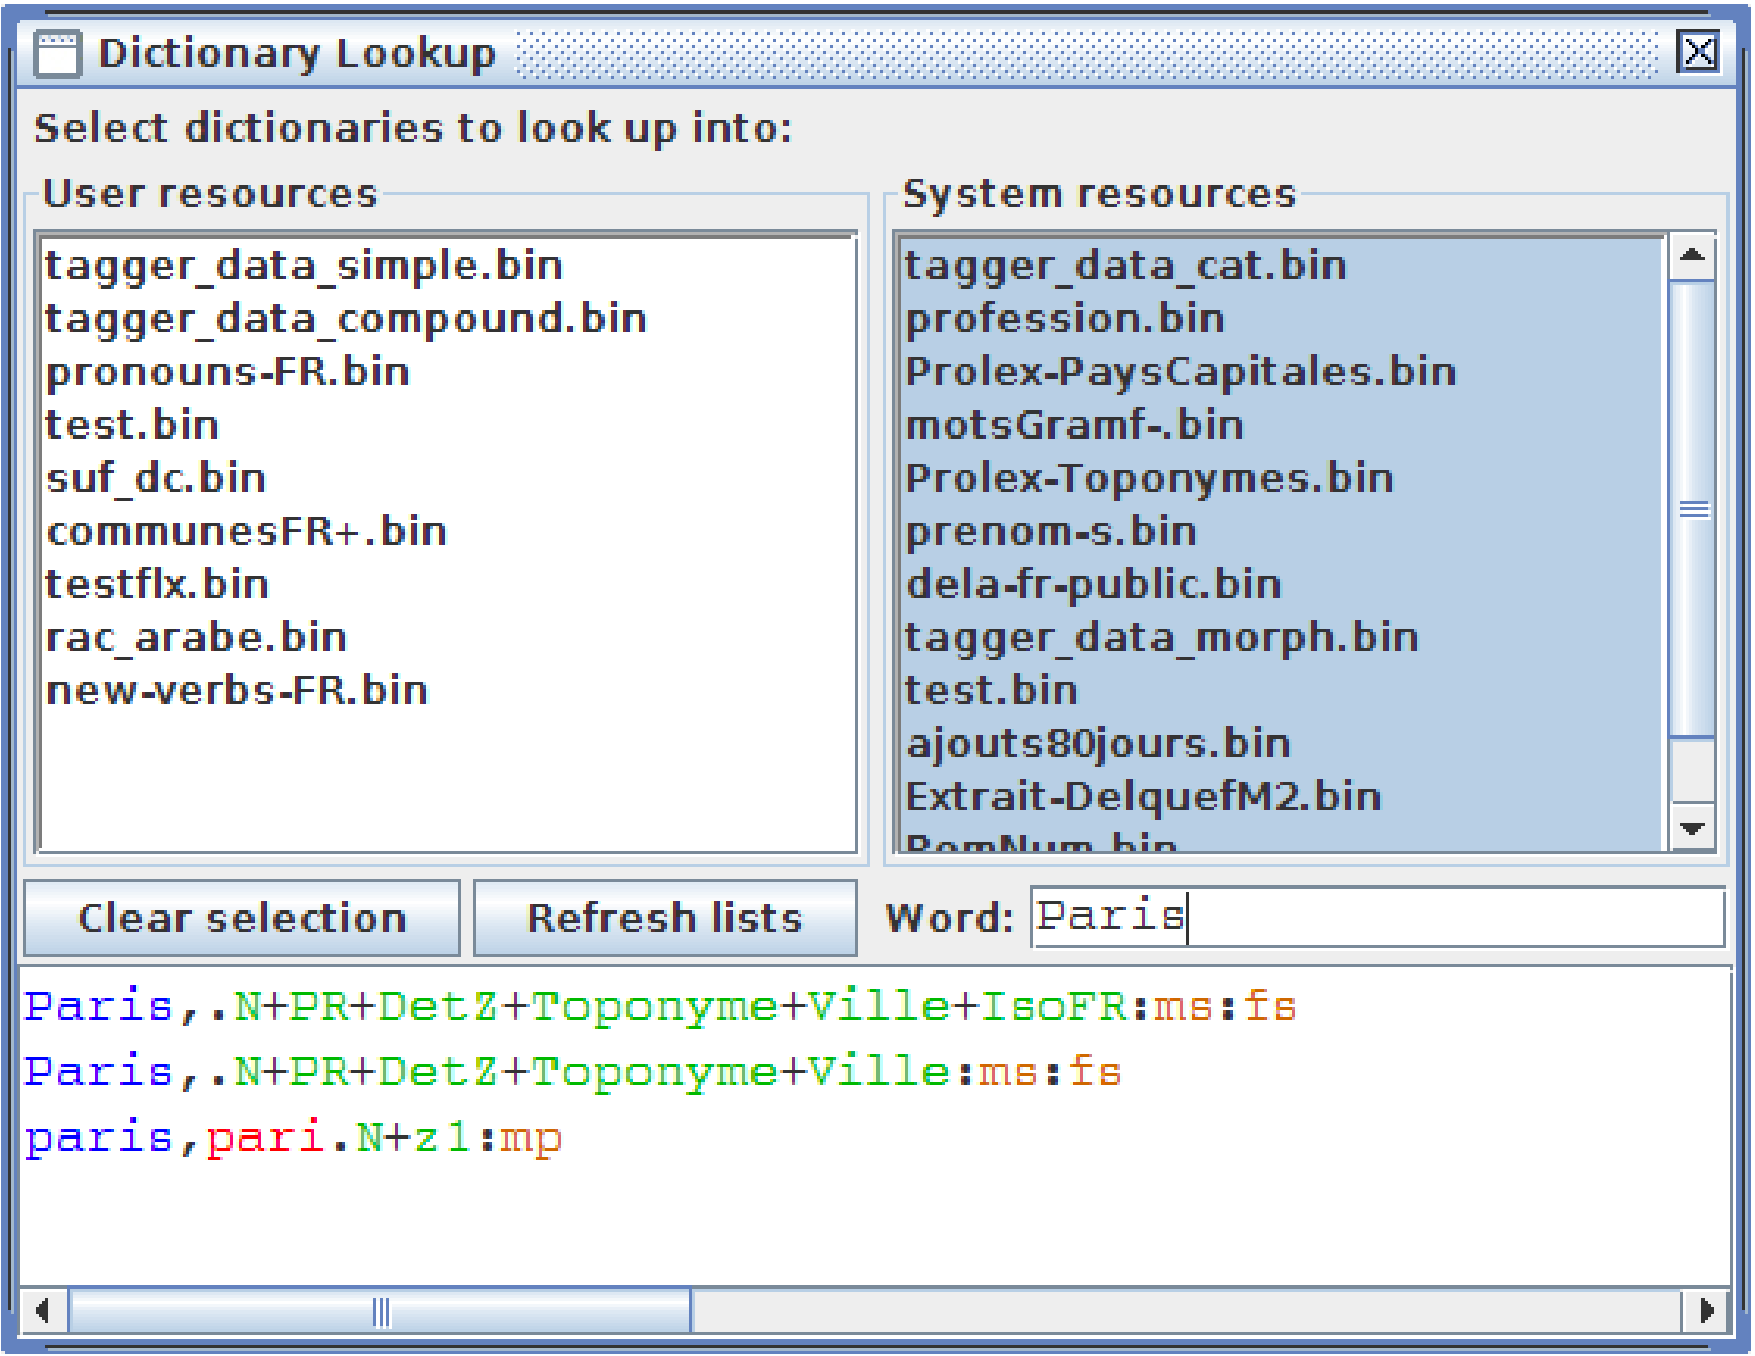 Dictionary Lookup
Select dictionaries to look up into:
User resources
tagger_data_simple.bin
tagger_data_compound.bin
pronouns-FR.bin
test.bin
suf_dc.bin
communesFR+.bin
testflx.bin
rac_arabe.bin
new-verbs-FR.bin
System resources
tagger_data_cat.bin
profession.bin
Prolex-PaysCapitales.bin
motsGramf-.bin
Prolex-Toponymes.bin
prenom-s.bin
dela-fr-public.bin
tagger_data_morph.bin
test.bin
ajouts80jours.bin
Extrait-DelquefM2.bin
RomNum.bin
Clear selection
Refresh lists
Word: Paris
Paris,.N+PR+DetZ+Toponyme+Ville+IsoFR:ms:fs
Paris,.N+PR+DetZ+Toponyme+Ville:ms:fs
paris,pari.N+z1:mp